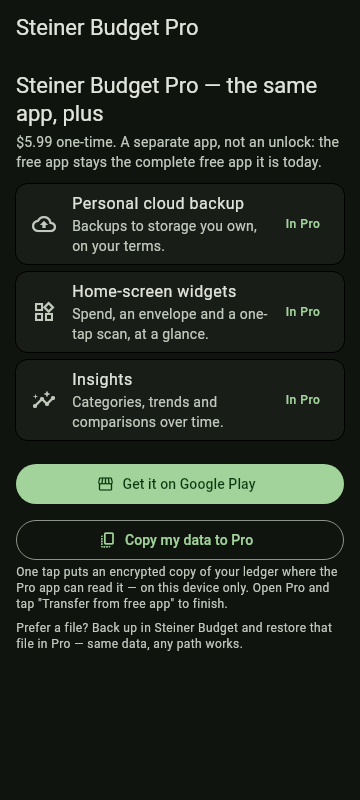 Steiner Budget Pro
Steiner Budget Pro — the same
app, plus
$5.99 one-time. A separate app, not an unlock: the
free app stays the complete free app it is today.
Personal cloud backup
Backups to storage you own,
on your terms.
In Pro
Home-screen widgets
Spend, an envelope and a one-
tap scan, at a glance.
In Pro
Insights
Categories, trends and
comparisons over time.
In Pro
Get it on Google Play
Copy my data to Pro
One tap puts an encrypted copy of your ledger where the
Pro app can read it — on this device only. Open Pro and
tap "Transfer from free app" to finish.
Prefer a file? Back up in Steiner Budget and restore that
file in Pro — same data, any path works.